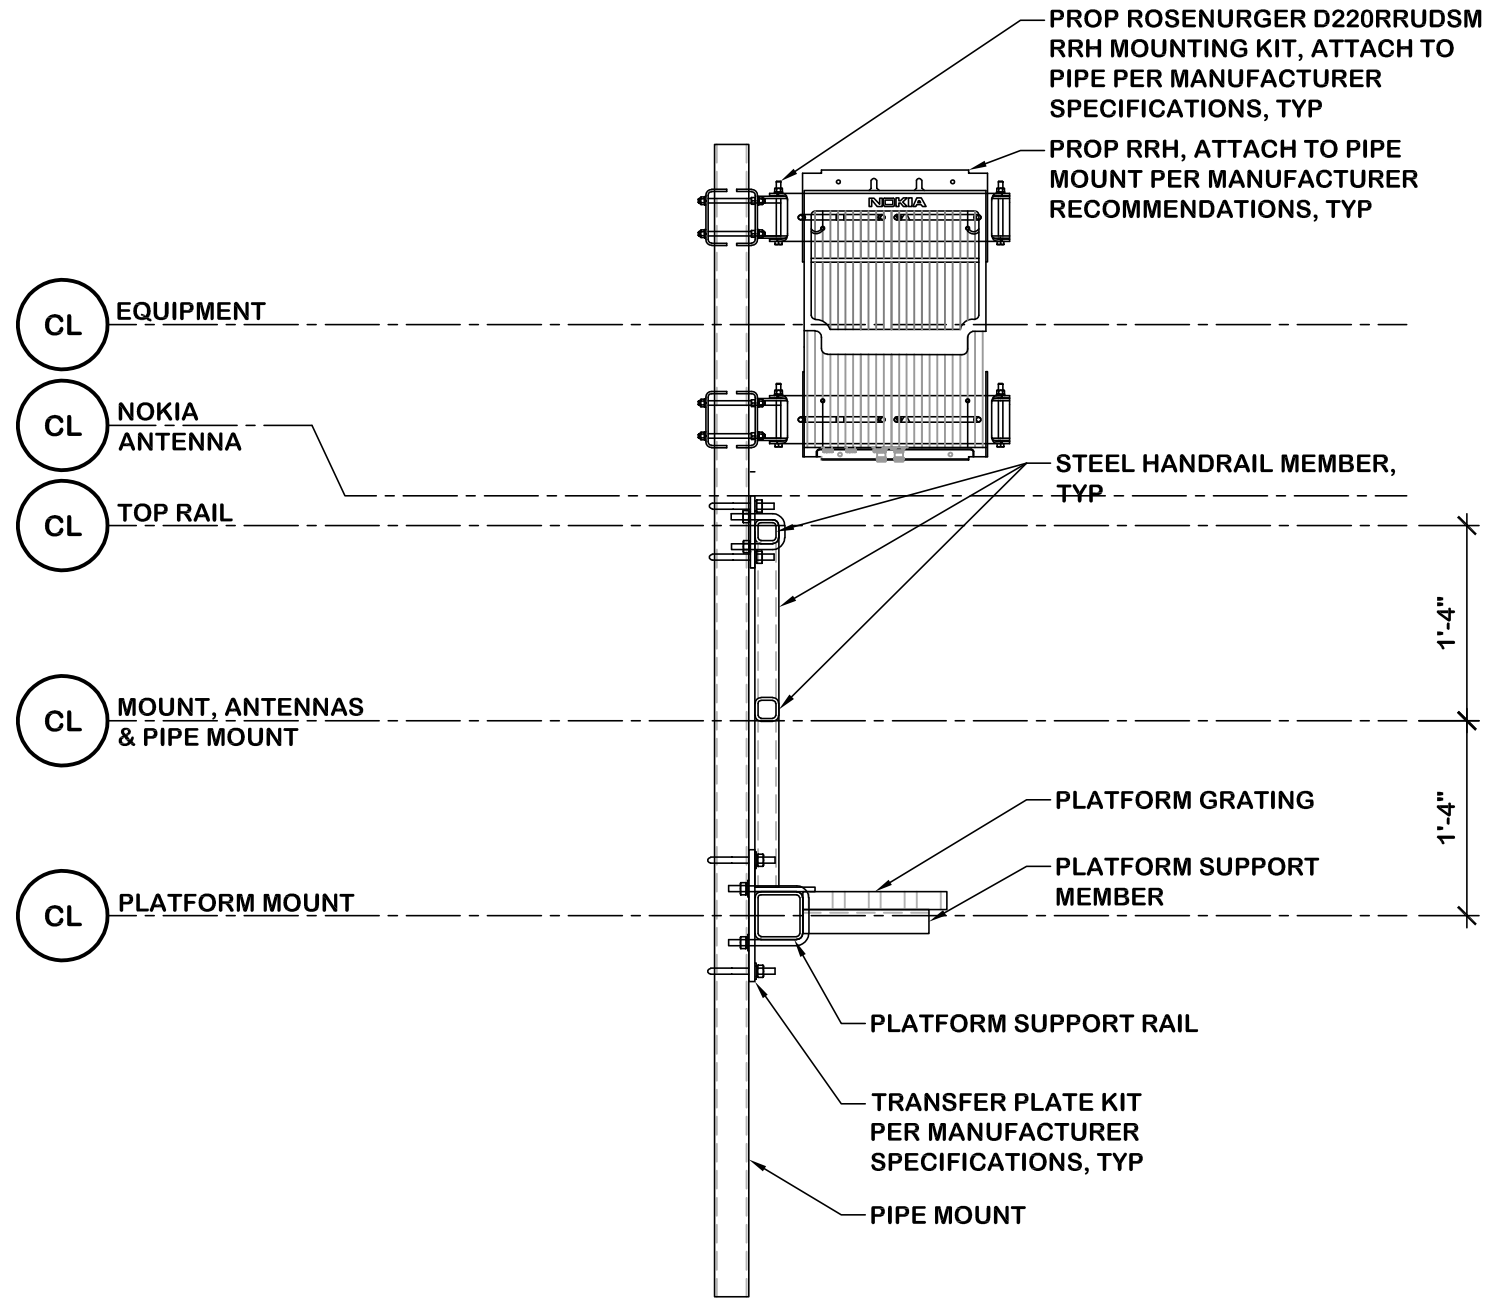 PROP ROSENURGER D220RRUDSM
RRH MOUNTING KIT, ATTACH TO
PIPE PER MANUFACTURER
SPECIFICATIONS, TYP
PROP RRH, ATTACH TO PIPE
MOUNT PER MANUFACTURER
RECOMMENDATIONS, TYP
NOKIA
CL
EQUIPMENT
CL
NOKIA
ANTENNA
STEEL HANDRAIL MEMBER,
TYP
CL
TOP RAIL
1'-4"
CL
MOUNT, ANTENNAS
& PIPE MOUNT
1'-4"
PLATFORM GRATING
PLATFORM SUPPORT
MEMBER
CL
PLATFORM MOUNT
PLATFORM SUPPORT RAIL
TRANSFER PLATE KIT
PER MANUFACTURER
SPECIFICATIONS, TYP
PIPE MOUNT